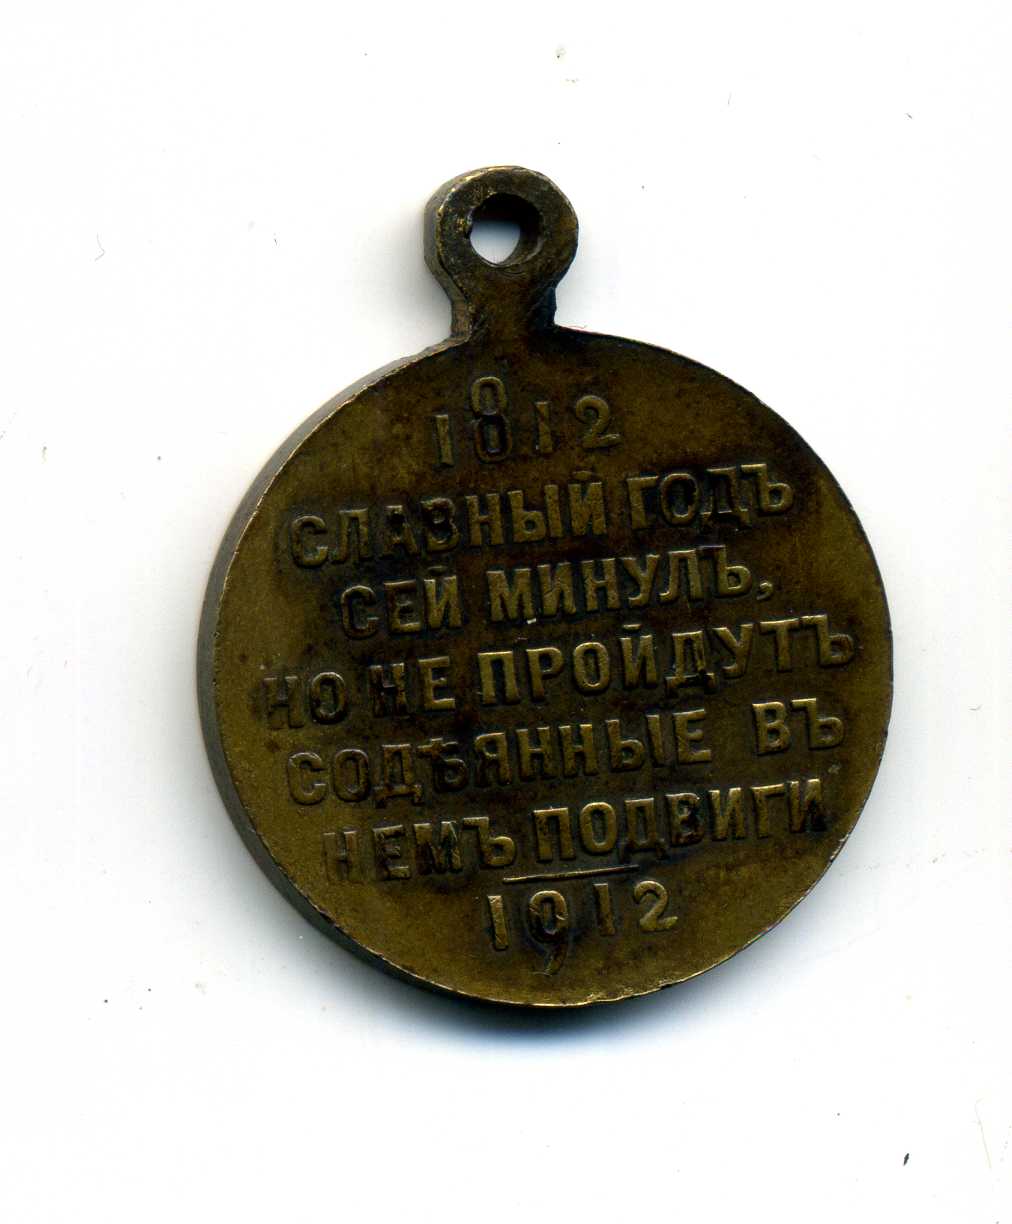 1812
СЛАВНЫЙ ГОДЪ
СЕЙ МИНУЛЪ,
НО НЕ ПРОЙДУТЪ
СОДѢЯННЫЕ ВЪ
НЕМЪ ПОДВИГИ
1912